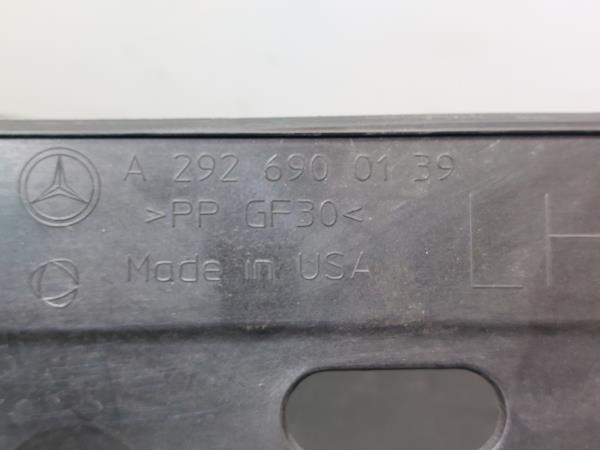 A 292 690 01 39
>PP GF30<
Made in USA
LH